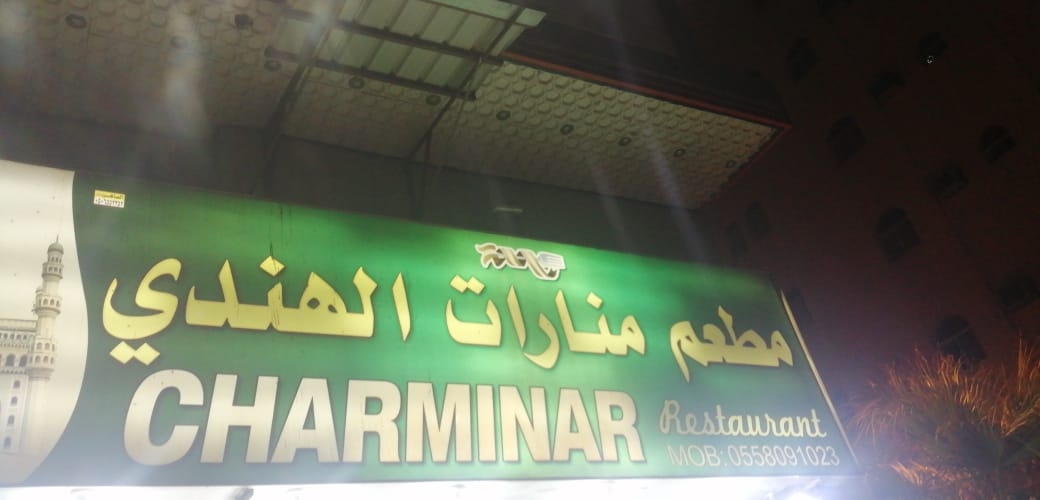 مطعم منارات الهندي
CHARMINAR Restaurant
MOB: 0558091023